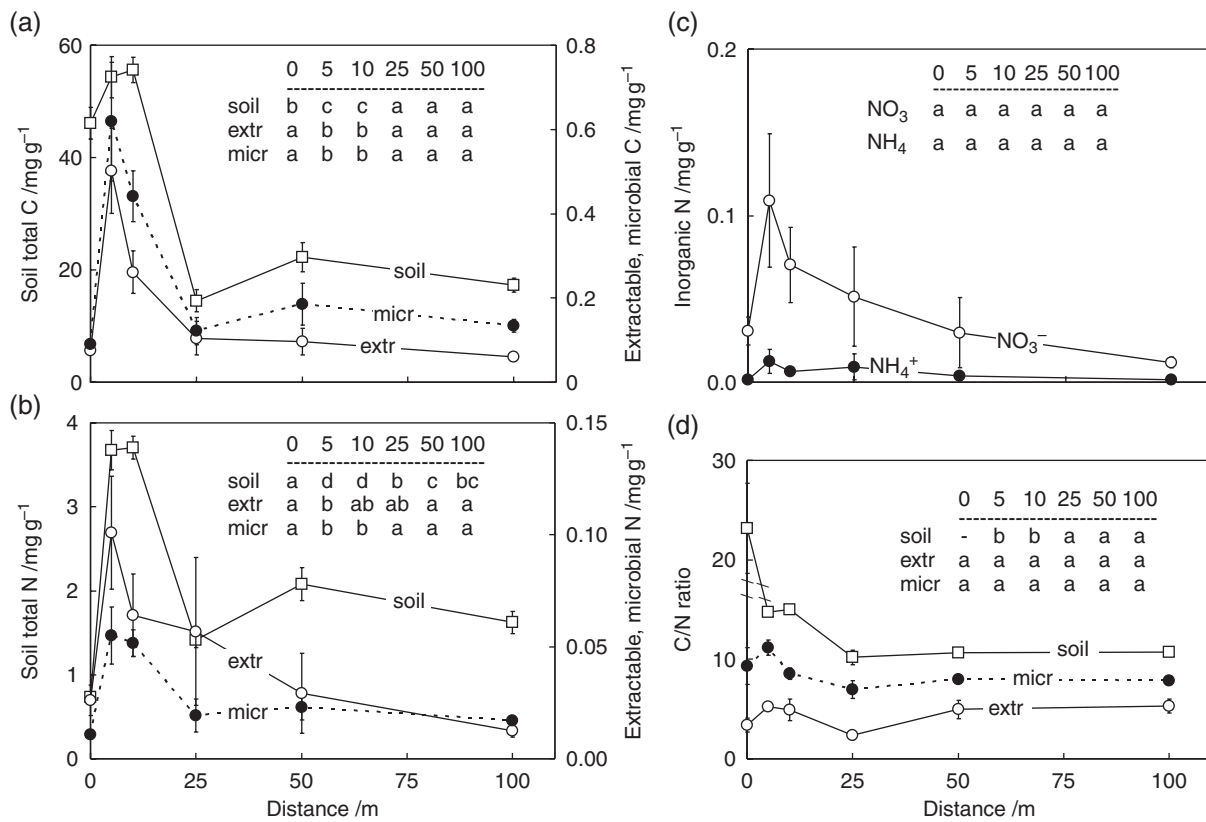 (a)
Soil total C /mg g⁻¹
60
40
20
0
0 5 10 25 50 100
soil b c c a a a
extr a b b a a a
micr a b b a a a
soil
micr
extr
0.8
0.6
0.4
0.2
0
Extractable, microbial C /mg g⁻¹
(b)
Soil total N /mg g⁻¹
4
3
2
1
0
0 5 10 25 50 100
soil a d d b c bc
extr a b ab ab a a
micr a b b a a a
soil
extr
micr
0.15
0.10
0.05
0.00
Extractable, microbial N /mg g⁻¹
0 25 50 75 100
Distance /m
(c)
Inorganic N /mg g⁻¹
0.2
0.1
0.0
0 5 10 25 50 100
NO₃ a a a a a a
NH₄ a a a a a a
NO₃⁻
NH₄⁺
(d)
C/N ratio
30
20
10
0
0 5 10 25 50 100
soil - b b a a a
extr a a a a a a
micr a a a a a a
soil
micr
extr
0 25 50 75 100
Distance /m